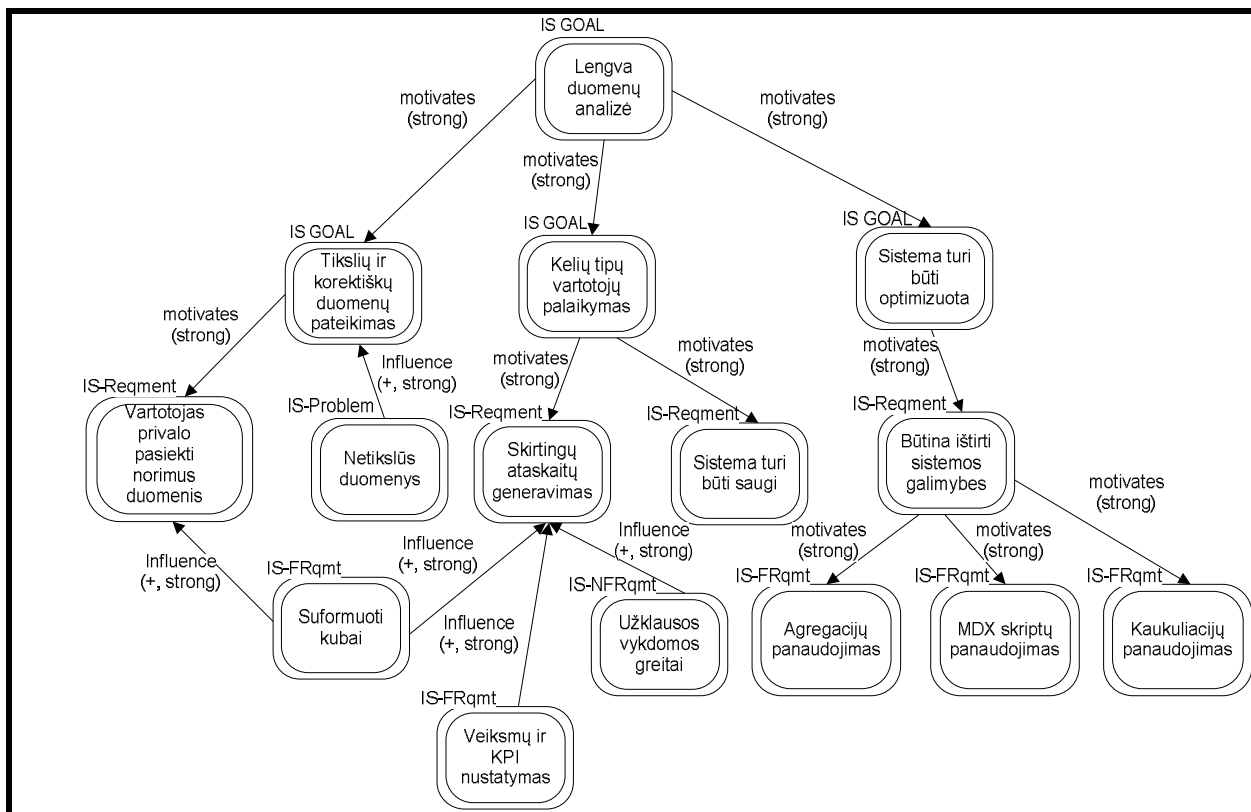 IS GOAL
Lengva
duomenų
analizė
motivates
(strong)
motivates
(strong)
motivates
(strong)
IS GOAL
Tikslių ir
korektiškų
duomenų
pateikimas
IS GOAL
Kelių tipų
vartotojų
palaikymas
IS GOAL
Sistema turi
būti
optimizuota
motivates
(strong)
Influence
(+, strong)
motivates
(strong)
motivates
(strong)
motivates
(strong)
IS-Reqment
Vartotojas
privalo
pasiekti
norimus
duomenis
IS-Problem
Netikslūs
duomenys
IS-Reqment
Skirtingų
ataskaitų
generavimas
IS-Reqment
Sistema turi
būti saugi
IS-Reqment
Būtina ištirti
sistemos
galimybes
Influence
(+, strong)
Influence
(+, strong)
Influence
(+, strong)
Influence
(+, strong)
motivates
(strong)
motivates
(strong)
motivates
(strong)
IS-FRqmt
Suformuoti
kubai
IS-NFRqmt
Užklausos
vykdomos
greitai
IS-FRqmt
Agregacijų
panaudojimas
IS-FRqmt
MDX skriptų
panaudojimas
IS-FRqmt
Kaukuliacijų
panaudojimas
IS-FRqmt
Veiksmų ir
KPI
nustatymas